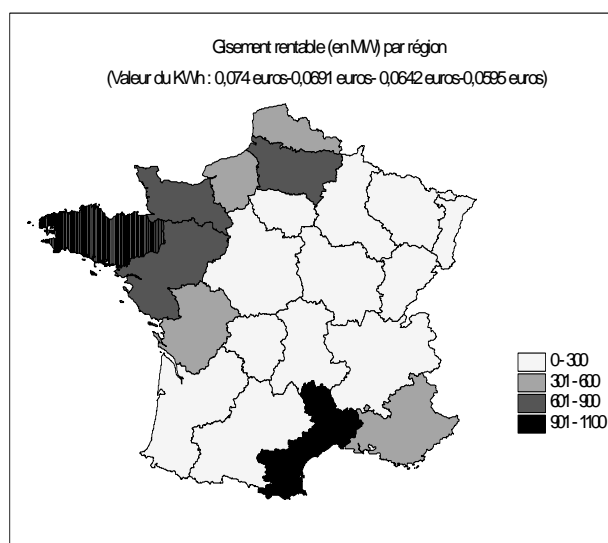 Gisement rentable (en MW) par région
(Valeur du KWh : 0,074 euros-0,0691 euros- 0,0642 euros-0,0595 euros)
0 - 300
301 - 600
601 - 900
901 - 1100